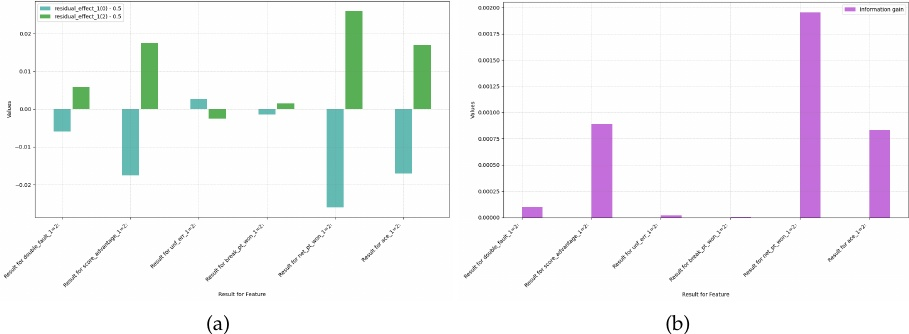 residual_effect_1(0) - 0.5
residual_effect_1(2) - 0.5
Values
0.02
0.01
0.00
−0.01
−0.02
Result for double_fault_1=2:
Result for score_advantage_1=2:
Result for unf_err_1=2:
Result for break_pt_won_1=2:
Result for net_pt_won_1=2:
Result for ace_1=2:
Result for Feature
(a)
information gain
Values
0.00200
0.00175
0.00150
0.00125
0.00100
0.00075
0.00050
0.00025
0.00000
Result for double_fault_1=2:
Result for score_advantage_1=2:
Result for unf_err_1=2:
Result for break_pt_won_1=2:
Result for net_pt_won_1=2:
Result for ace_1=2:
Result for Feature
(b)